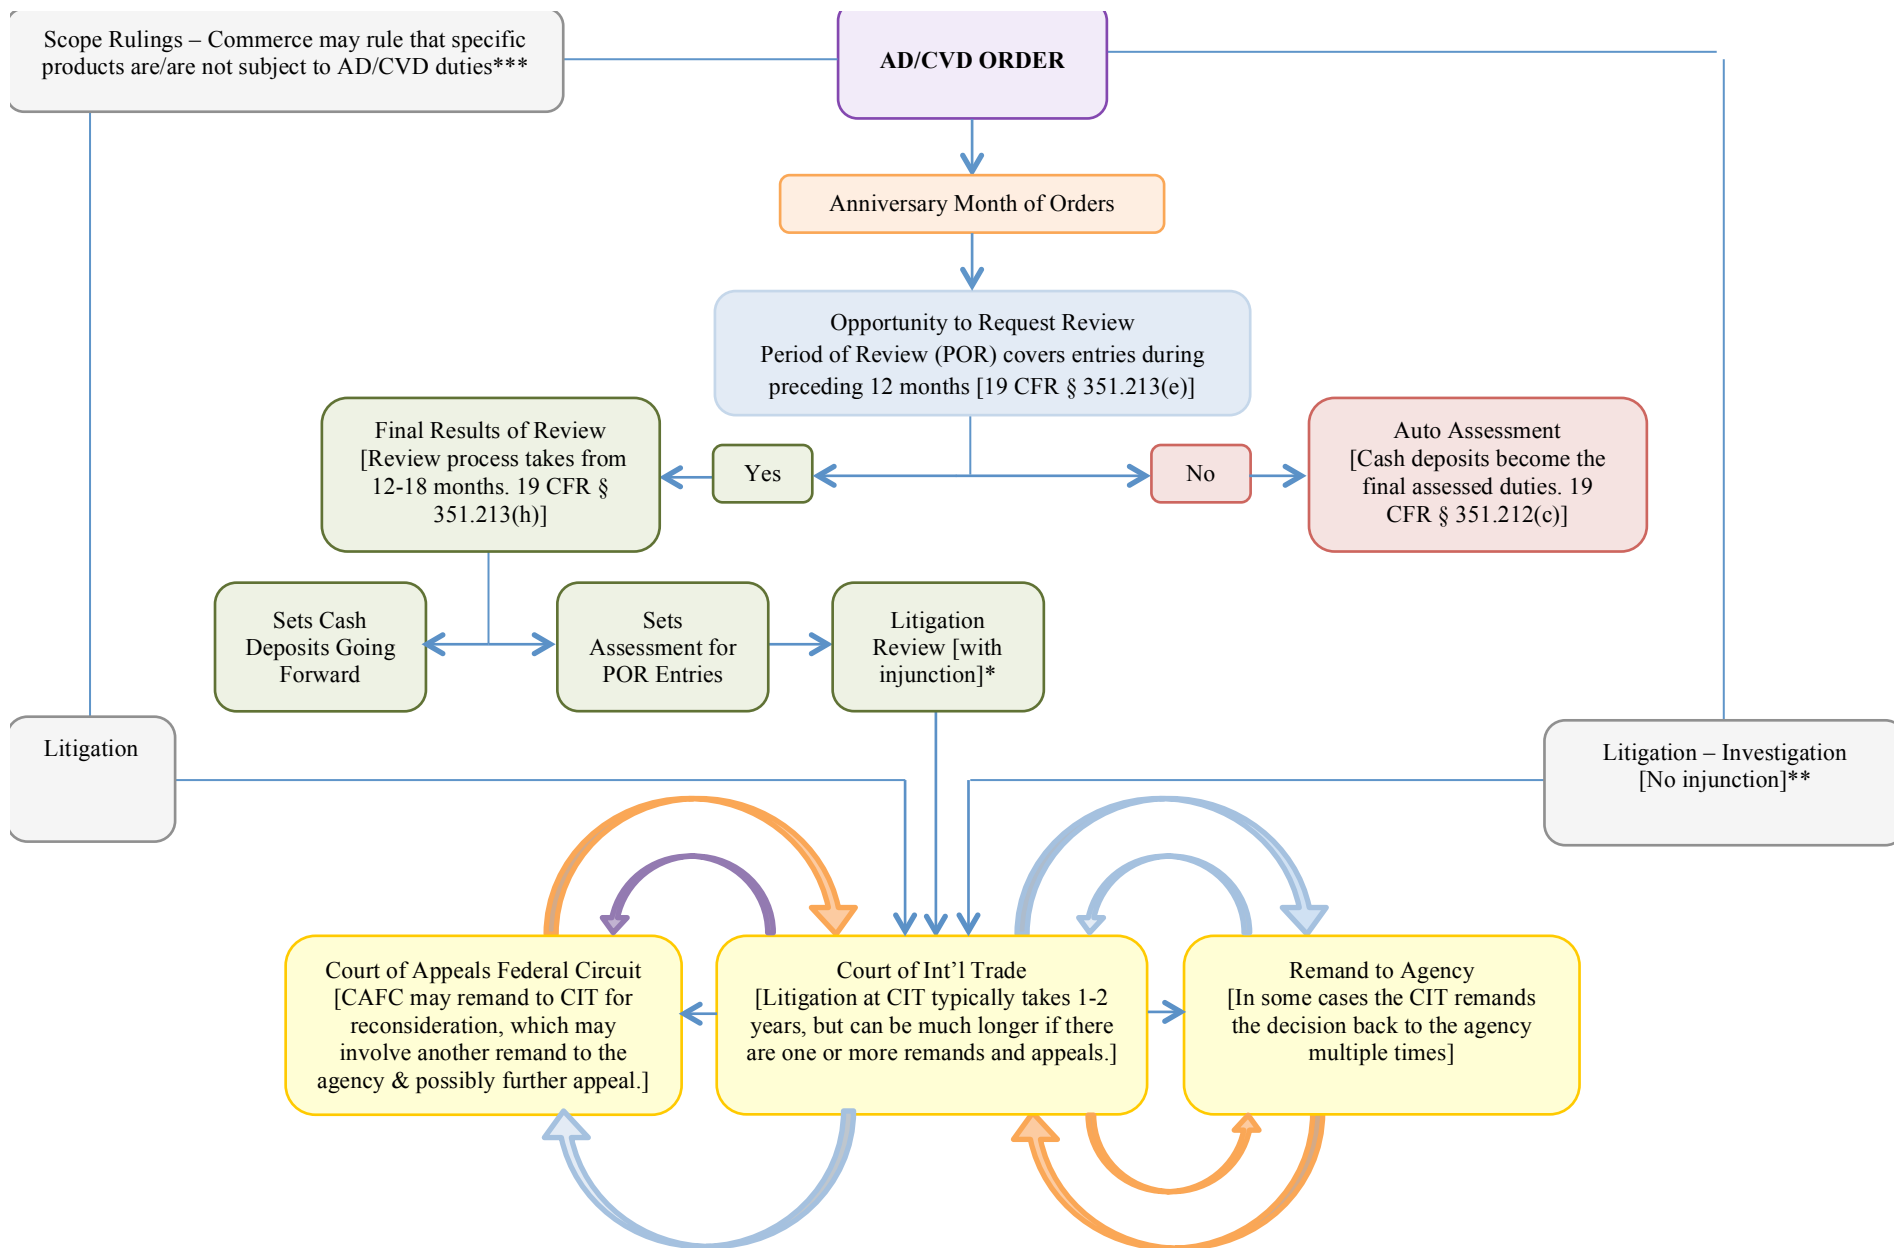 Scope Rulings – Commerce may rule that specific
products are/are not subject to AD/CVD duties***
AD/CVD ORDER
Anniversary Month of Orders
Opportunity to Request Review
Period of Review (POR) covers entries during
preceding 12 months [19 CFR § 351.213(e)]
Final Results of Review
[Review process takes from
12-18 months. 19 CFR §
351.213(h)]
Yes
No
Auto Assessment
[Cash deposits become the
final assessed duties. 19
CFR § 351.212(c)]
Sets Cash
Deposits Going
Forward
Sets
Assessment for
POR Entries
Litigation
Review [with
injunction]*
Litigation
Litigation – Investigation
[No injunction]**
Court of Appeals Federal Circuit
[CAFC may remand to CIT for
reconsideration, which may
involve another remand to the
agency & possibly further appeal.]
Court of Int’l Trade
[Litigation at CIT typically takes 1-2
years, but can be much longer if there
are one or more remands and appeals.]
Remand to Agency
[In some cases the CIT remands
the decision back to the agency
multiple times]